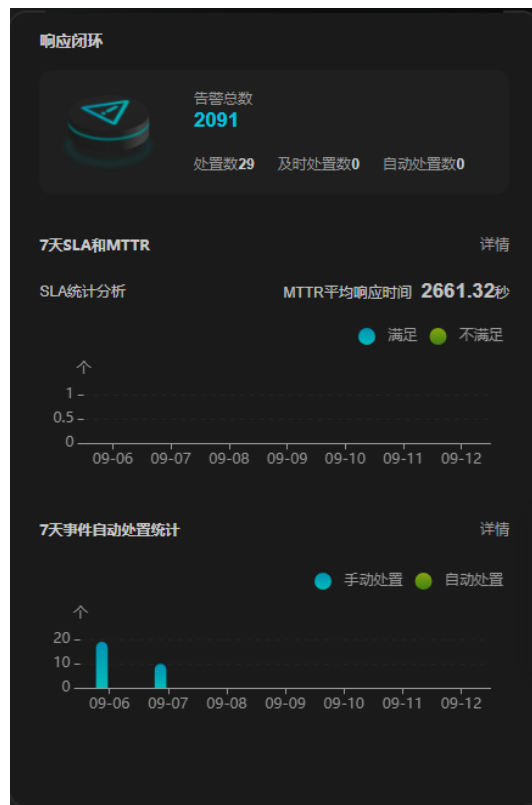 响应闭环
告警总数
2091
处置数29 及时处置数0 自动处置数0
7天SLA和MTTR 详情
SLA统计分析 MTTR平均响应时间 2661.32秒
满足 不满足
个
1
0.5
0
09-06 09-07 09-08 09-09 09-10 09-11 09-12
7天事件自动处置统计 详情
手动处置 自动处置
个
20
10
0
09-06 09-07 09-08 09-09 09-10 09-11 09-12